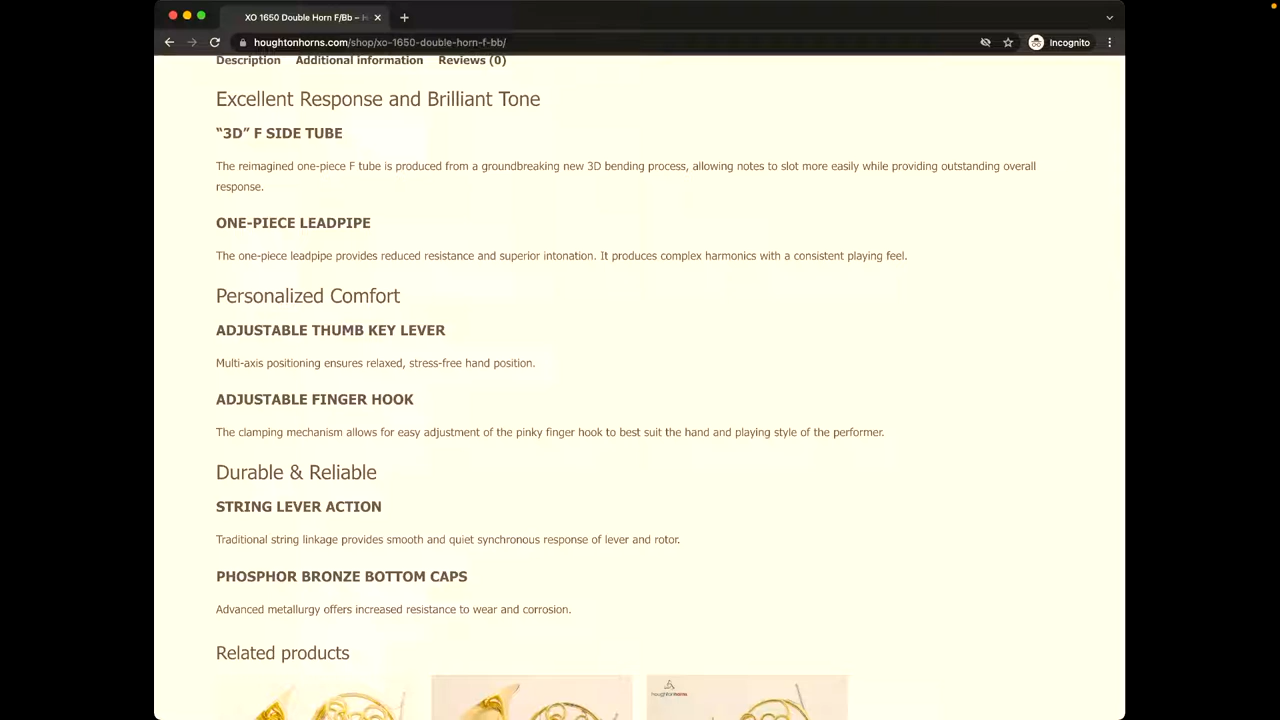 XO 1650 Double Horn F/Bb –
houghtonhorns.com/shop/xo-1650-double-horn-f-bb/
Incognito
Description Additional information Reviews (0)
Excellent Response and Brilliant Tone
“3D” F SIDE TUBE
The reimagined one-piece F tube is produced from a groundbreaking new 3D bending process, allowing notes to slot more easily while providing outstanding overall
response.
ONE-PIECE LEADPIPE
The one-piece leadpipe provides reduced resistance and superior intonation. It produces complex harmonics with a consistent playing feel.
Personalized Comfort
ADJUSTABLE THUMB KEY LEVER
Multi-axis positioning ensures relaxed, stress-free hand position.
ADJUSTABLE FINGER HOOK
The clamping mechanism allows for easy adjustment of the pinky finger hook to best suit the hand and playing style of the performer.
Durable & Reliable
STRING LEVER ACTION
Traditional string linkage provides smooth and quiet synchronous response of lever and rotor.
PHOSPHOR BRONZE BOTTOM CAPS
Advanced metallurgy offers increased resistance to wear and corrosion.
Related products
houghtonhorns